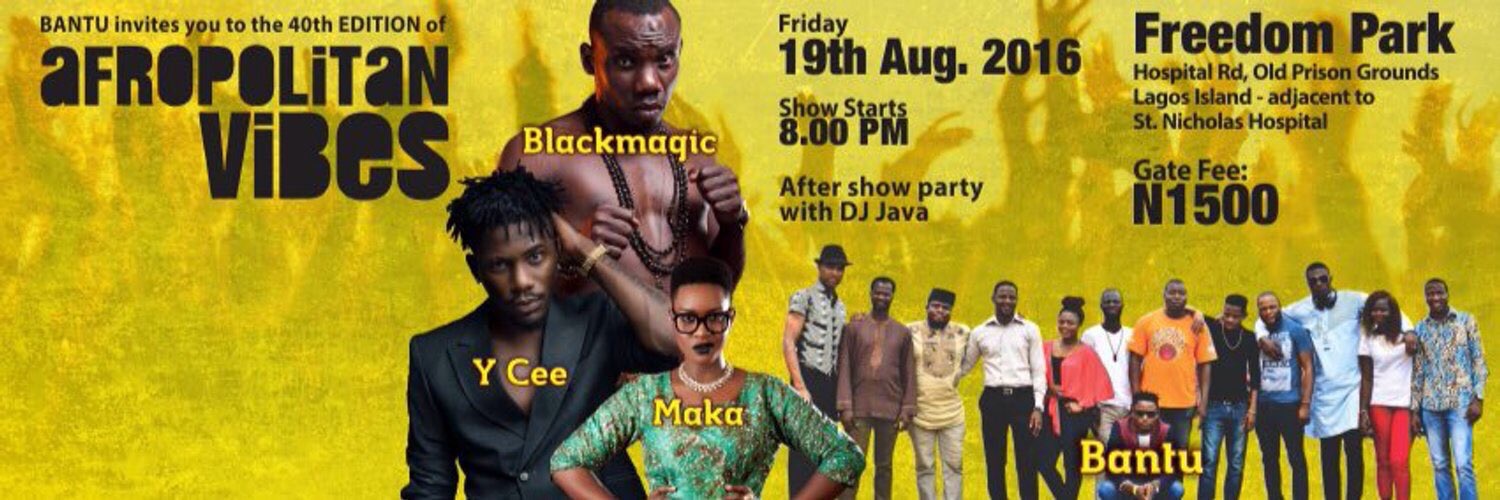 BANTU invites you to the 40th EDITION of
aFROPOLiTaN
ViBeS
Blackmagic
Y Cee
Maka
Friday
19th Aug. 2016
Show Starts
8.00 PM
After show party
with DJ Java
Freedom Park
Hospital Rd, Old Prison Grounds
Lagos Island - adjacent to
St. Nicholas Hospital
Gate Fee:
N1500
Bantu